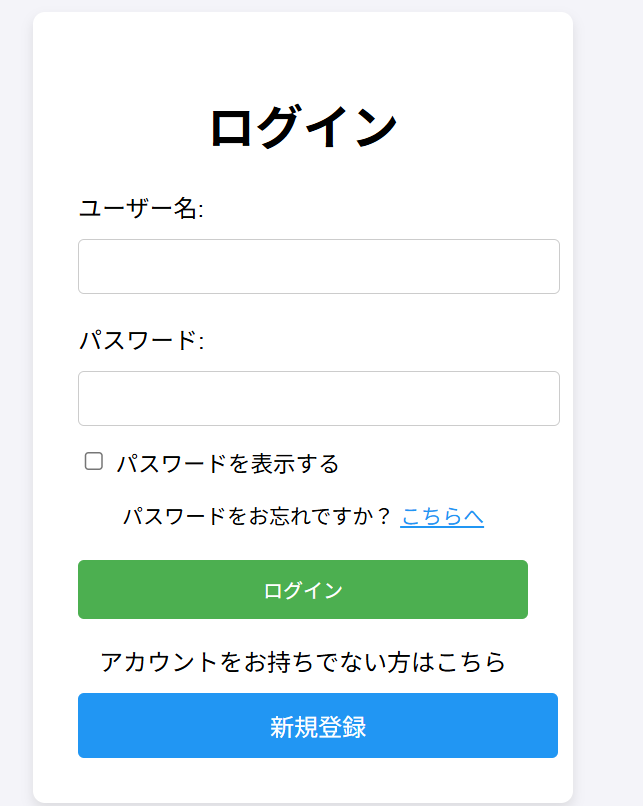 ログイン
ユーザー名:
パスワード:
パスワードを表示する
パスワードをお忘れですか？ こちらへ
ログイン
アカウントをお持ちでない方はこちら
新規登録